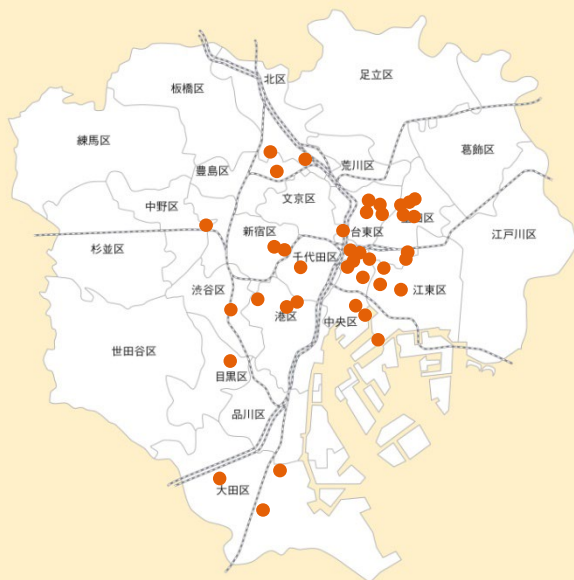 足立区
北区
板橋区
練馬区
葛飾区
荒川区
豊島区
文京区
中野区
区
台東区
新宿区
江戸川区
杉並区
千代田区
渋谷区
江東区
港区
中央区
世田谷区
目黒区
品川区
大田区